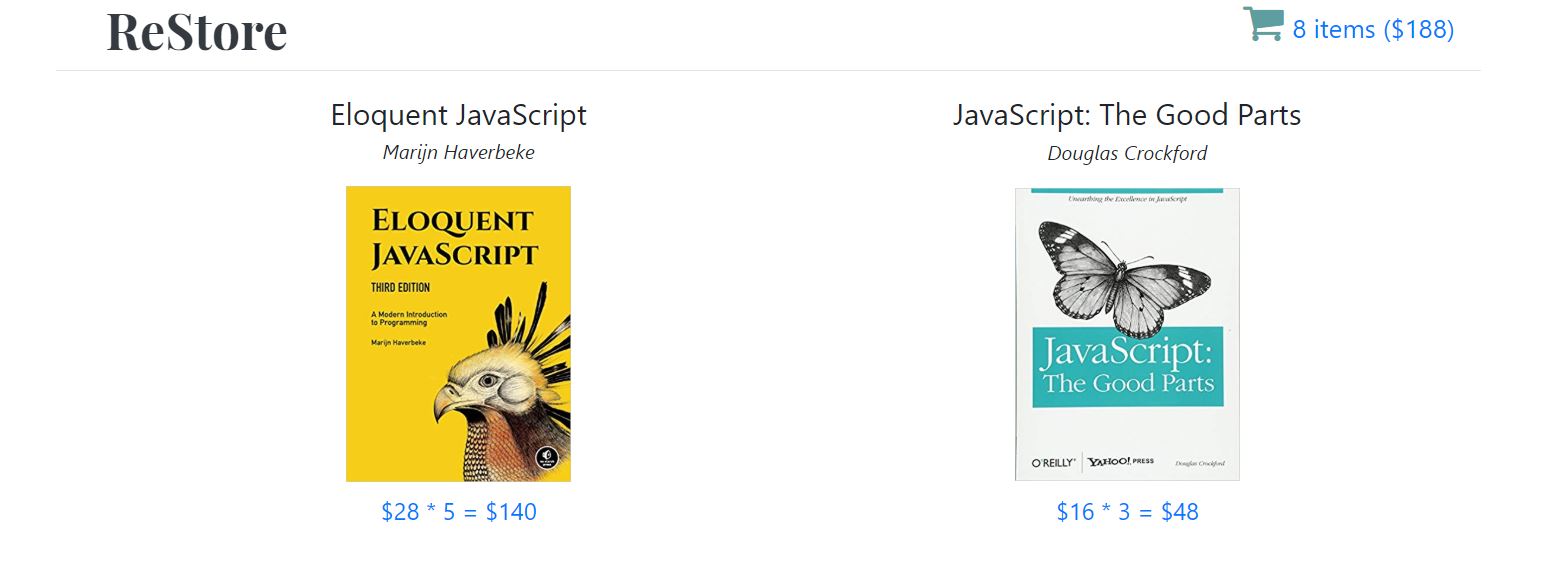 ReStore
8 items ($188)
Eloquent JavaScript
Marijn Haverbeke
ELOQUENT
JAVASCRIPT
THIRD EDITION
A Modern Introduction
to Programming
Marijn Haverbeke
$28 * 5 = $140
JavaScript: The Good Parts
Douglas Crockford
Unearthing the Excellence in JavaScript
JavaScript:
The Good Parts
O'REILLY® YAHOO! PRESS
Douglas Crockford
$16 * 3 = $48